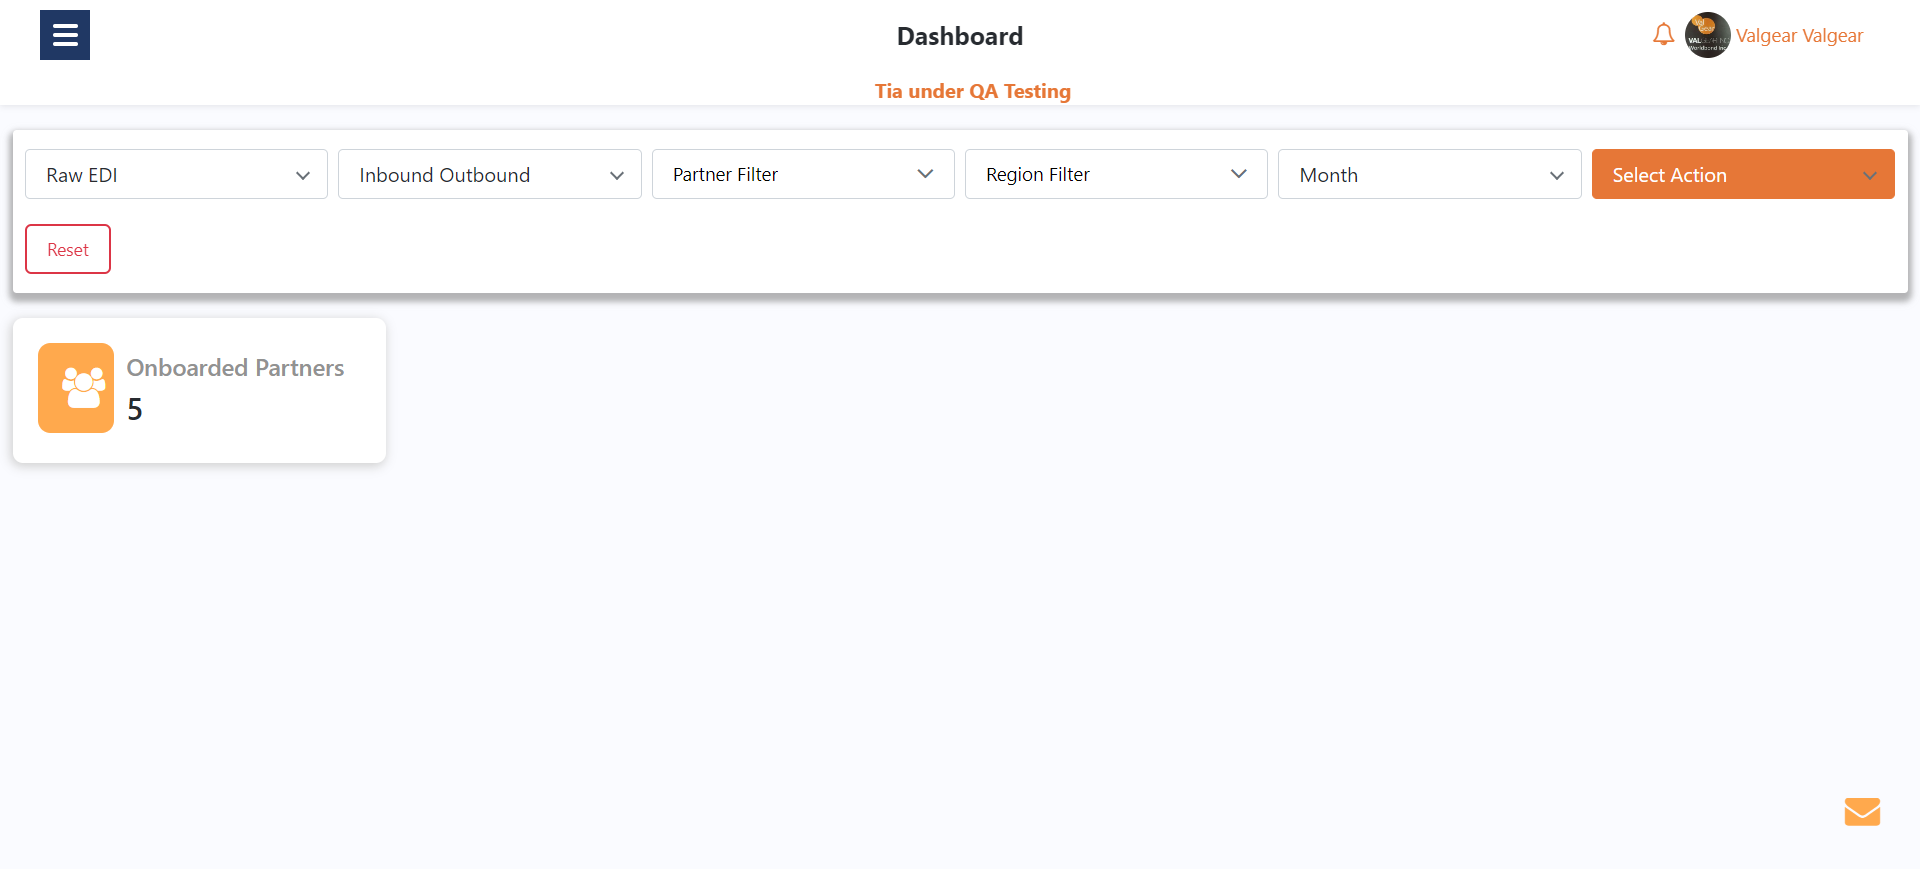 Dashboard
Valgear Valgear
Tia under QA Testing
Raw EDI
Inbound Outbound
Partner Filter
Region Filter
Month
Select Action
Reset
Onboarded Partners
5